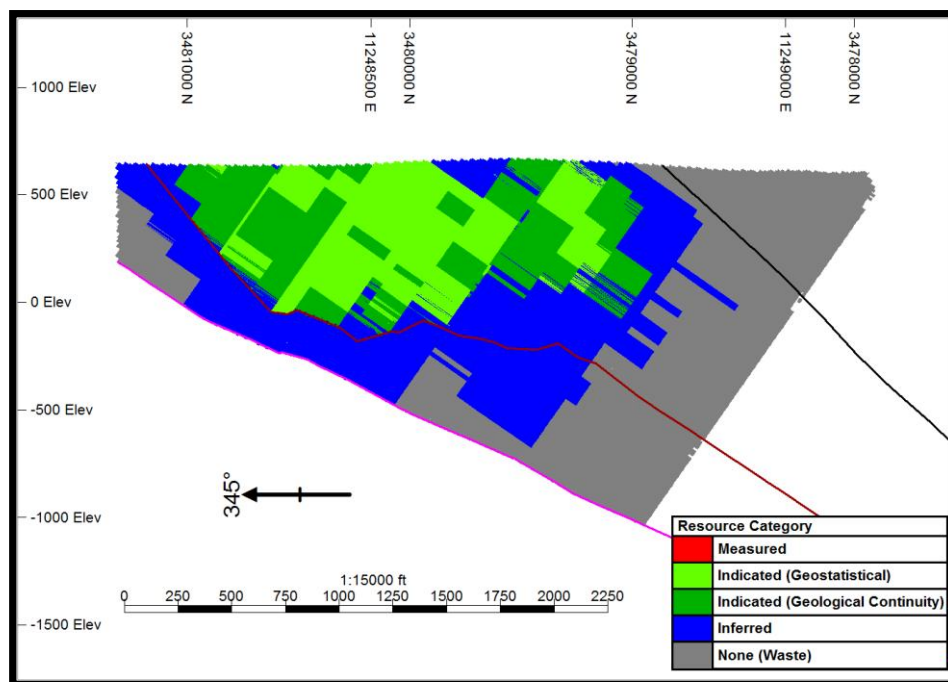 3481000 N
11248500 E
3480000 N
3479000 N
11249000 E
3478000 N
1000 Elev
500 Elev
0 Elev
-500 Elev
-1000 Elev
-1500 Elev
345°
1:15000 ft
0 250 500 750 1000 1250 1500 1750 2000 2250
Resource Category
Measured
Indicated (Geostatistical)
Indicated (Geological Continuity)
Inferred
None (Waste)